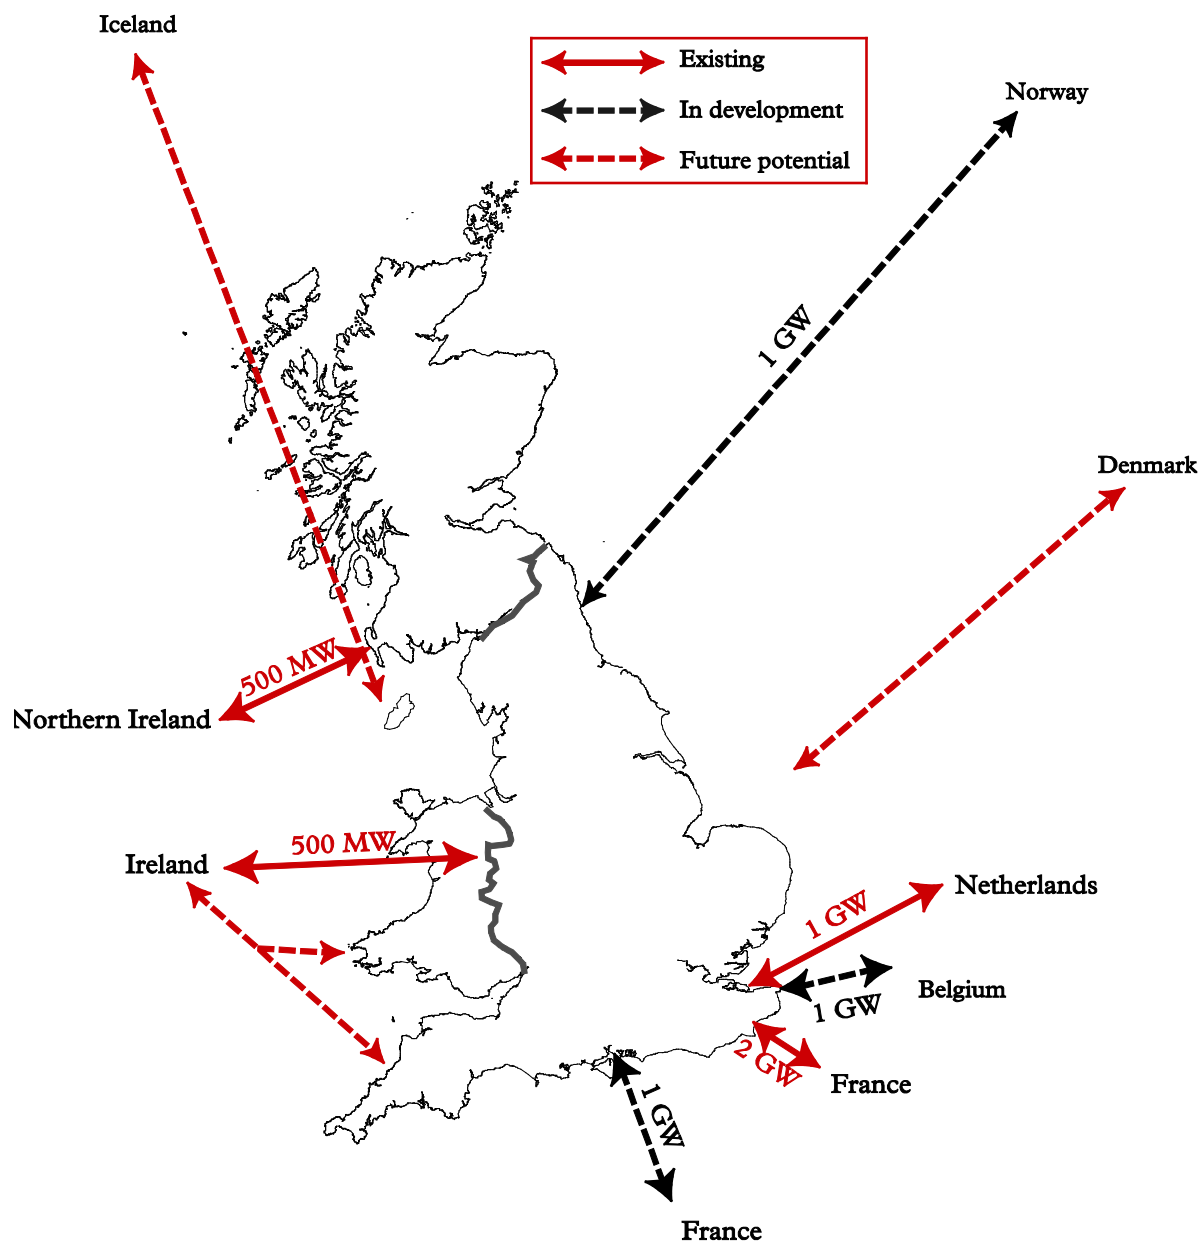 Iceland
Existing
In development
Future potential
Norway
1 GW
Denmark
500 MW
Northern Ireland
500 MW
Ireland
1 GW
Netherlands
1 GW
Belgium
2 GW
France
1 GW
France